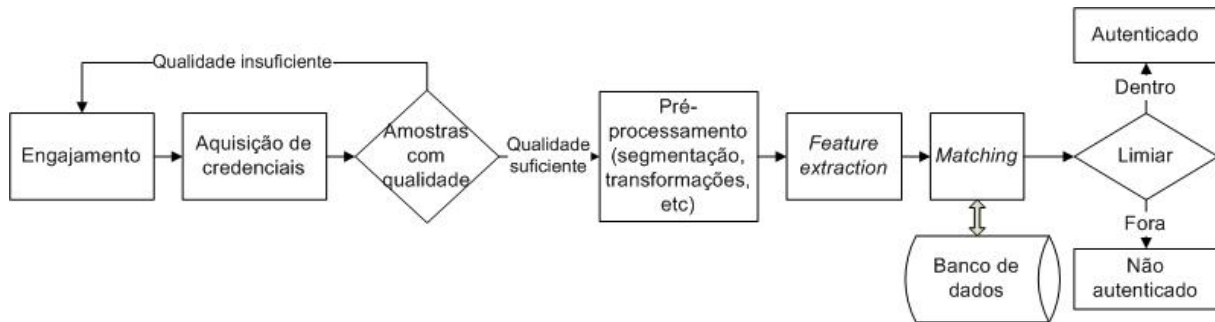 Qualidade insuficiente
Engajamento
Aquisição de
credenciais
Amostras
com
qualidade
Qualidade
suficiente
Pré-
processamento
(segmentação,
transformações,
etc)
Feature
extraction
Matching
Banco de
dados
Limiar
Dentro
Autenticado
Fora
Não
autenticado